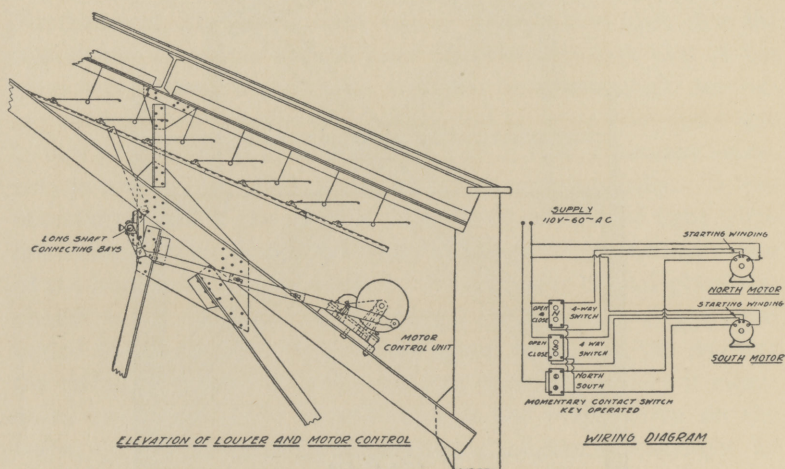 LONG SHAFT
CONNECTING BAYS
MOTOR
CONTROL UNIT
ELEVATION OF LOUVER AND MOTOR CONTROL
SUPPLY
110V-60~AC
STARTING WINDING
NORTH MOTOR
STARTING WINDING
SOUTH MOTOR
OPEN
&
CLOSE
N
4-WAY
SWITCH
OPEN
&
CLOSE
S
4 WAY
SWITCH
NORTH
SOUTH
MOMENTARY CONTACT SWITCH
KEY OPERATED
WIRING DIAGRAM